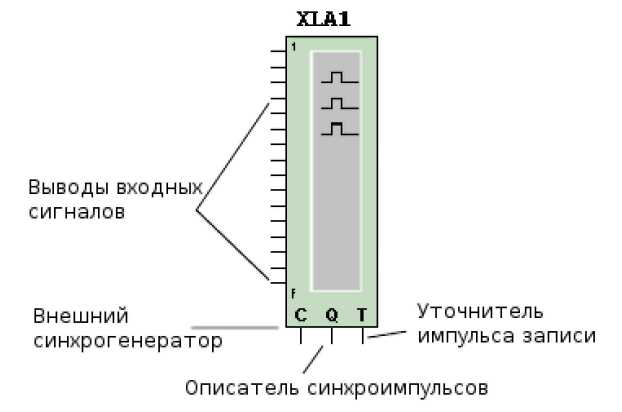 XLA1
1
Выводы входных
сигналов
F
C Q T
Внешний
синхрогенератор
Уточнитель
импульса записи
Описатель синхроимпульсов